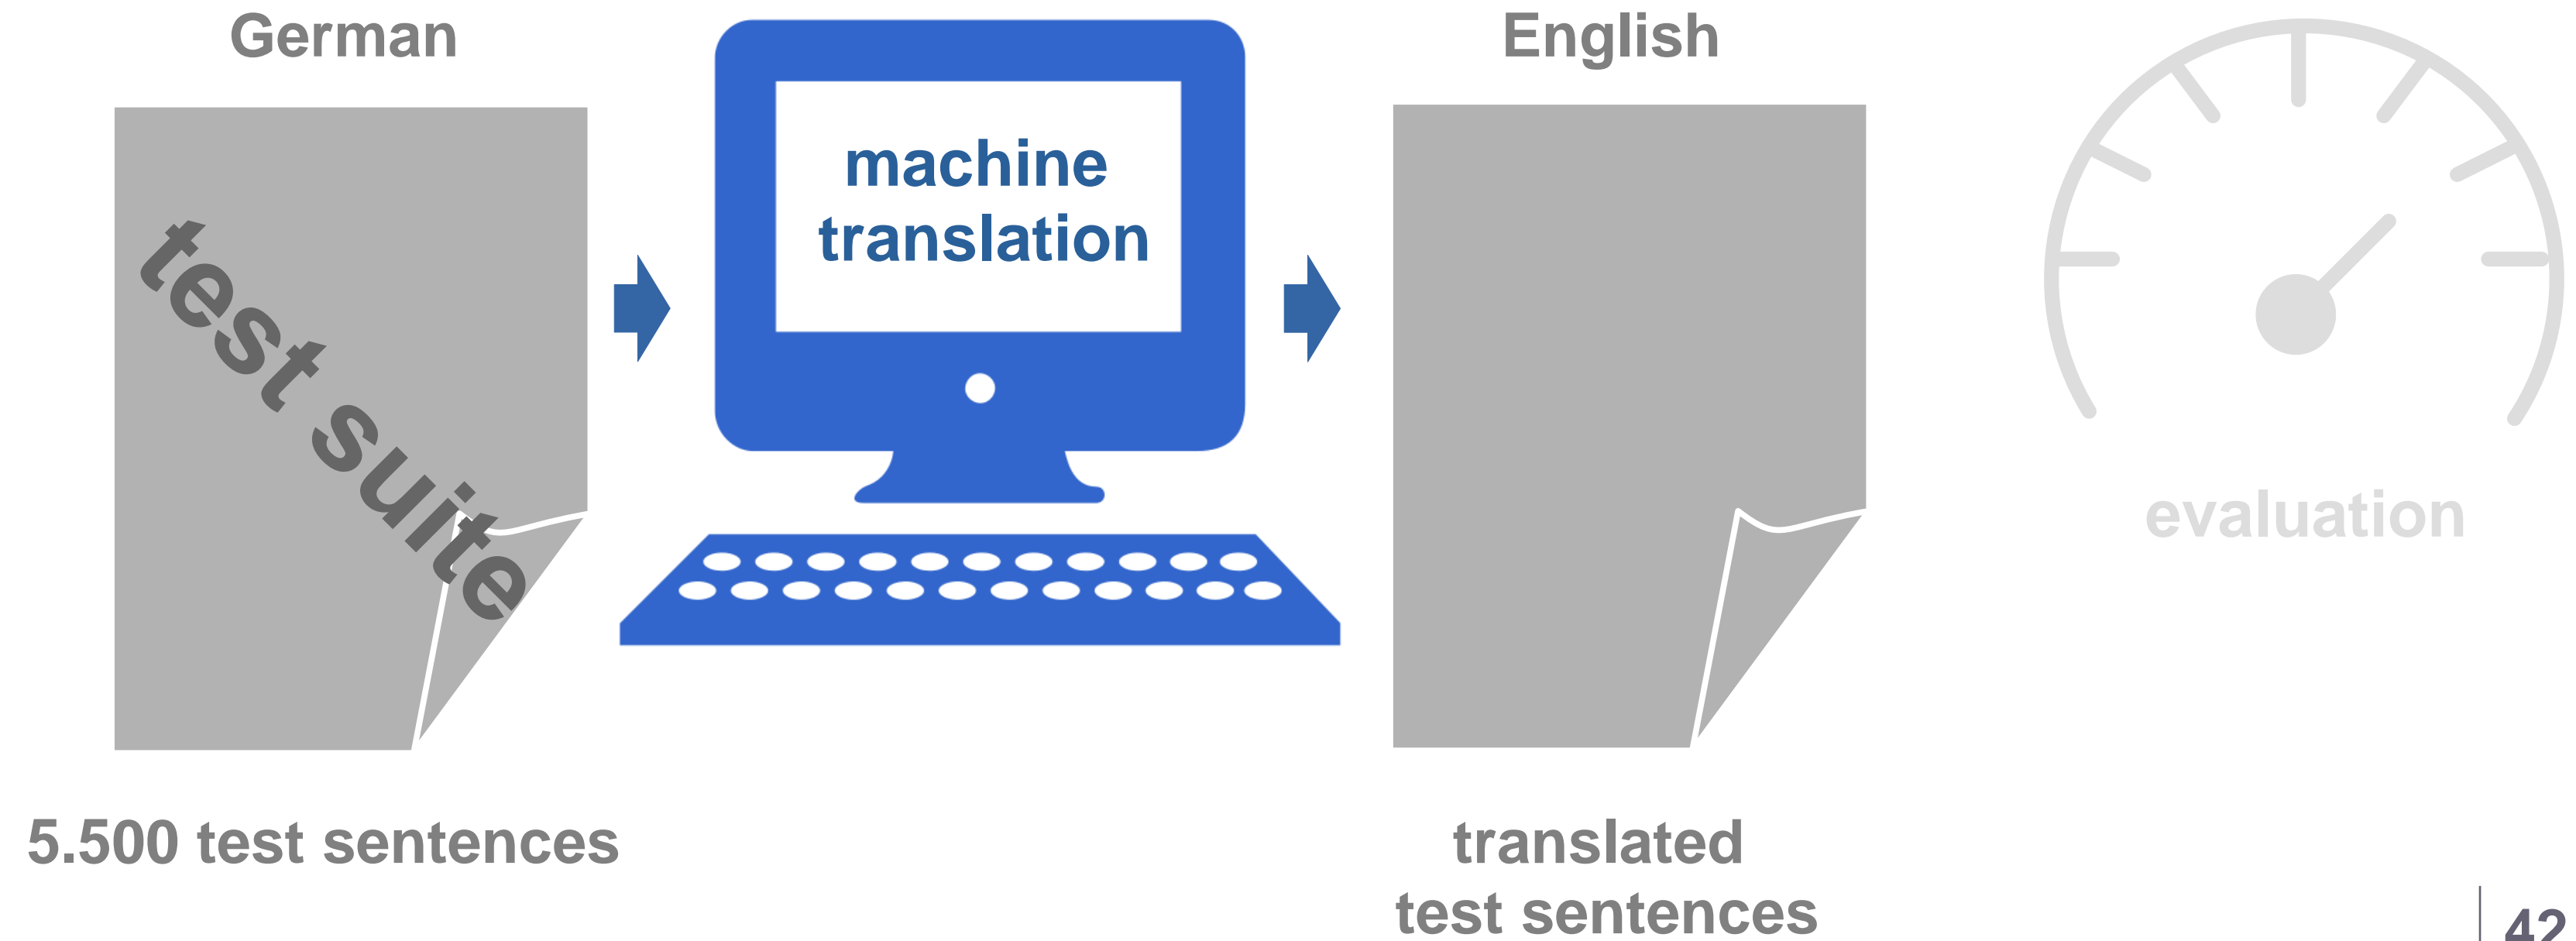 German
English
test suite
machine
translation
evaluation
5.500 test sentences
translated
test sentences
42